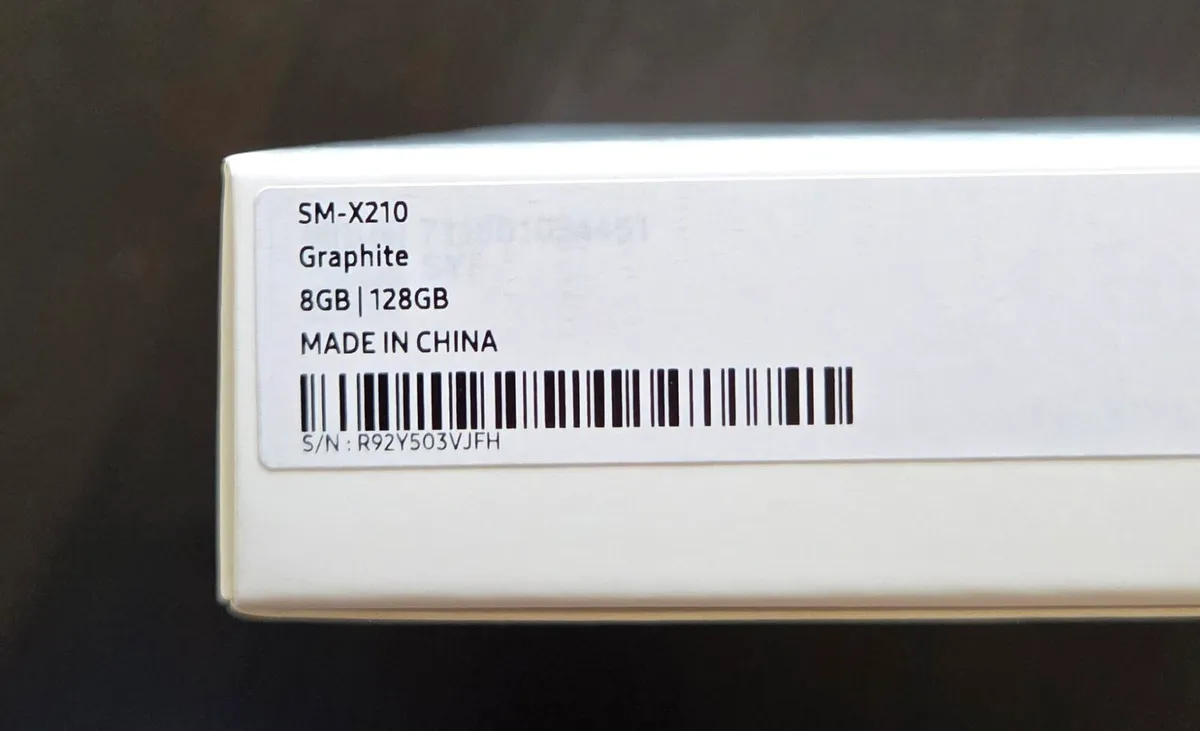 SM-X210
Graphite
8GB | 128GB
MADE IN CHINA
S/N : R92Y503VJFH